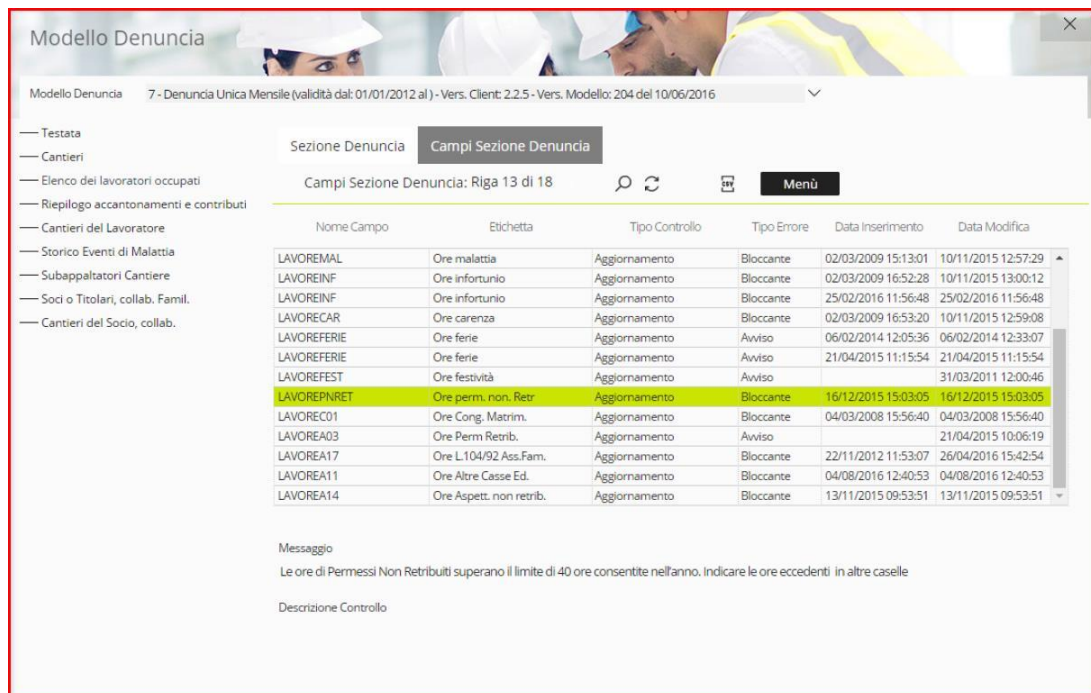 Modello Denuncia
Modello Denuncia 7 - Denuncia Unica Mensile (validità dal: 01/01/2012 al ) - Vers. Client: 2.2.5 - Vers. Modello: 204 del 10/06/2016
Testata
Cantieri
Elenco dei lavoratori occupati
Riepilogo accantonamenti e contributi
Cantieri del Lavoratore
Storico Eventi di Malattia
Subappaltatori Cantiere
Soci o Titolari, collab. Famil.
Cantieri del Socio, collab.
Sezione Denuncia Campi Sezione Denuncia
Campi Sezione Denuncia: Riga 13 di 18 CSV Menù
Nome Campo Etichetta Tipo Controllo Tipo Errore Data Inserimento Data Modifica
LAVOREMAL Ore malattia Aggiornamento Bloccante 02/03/2009 15:13:01 10/11/2015 12:57:29
LAVOREINF Ore infortunio Aggiornamento Bloccante 02/03/2009 16:52:28 10/11/2015 13:00:12
LAVOREINF Ore infortunio Aggiornamento Bloccante 25/02/2016 11:56:48 25/02/2016 11:56:48
LAVORECAR Ore carenza Aggiornamento Bloccante 02/03/2009 16:53:20 10/11/2015 12:59:08
LAVOREFERIE Ore ferie Aggiornamento Avviso 06/02/2014 12:05:36 06/02/2014 12:33:07
LAVOREFERIE Ore ferie Aggiornamento Avviso 21/04/2015 11:15:54 21/04/2015 11:15:54
LAVOREFEST Ore festività Aggiornamento Avviso 31/03/2011 12:00:46
LAVOREPNRET Ore perm. non. Retr Aggiornamento Bloccante 16/12/2015 15:03:05 16/12/2015 15:03:05
LAVOREC01 Ore Cong. Matrim. Aggiornamento Bloccante 04/03/2008 15:56:40 04/03/2008 15:56:40
LAVOREA03 Ore Perm Retrib. Aggiornamento Avviso 21/04/2015 10:06:19
LAVOREA17 Ore L.104/92 Ass.Fam. Aggiornamento Bloccante 22/11/2012 11:53:07 26/04/2016 15:42:54
LAVOREA11 Ore Altre Casse Ed. Aggiornamento Bloccante 04/08/2016 12:40:53 04/08/2016 12:40:53
LAVOREA14 Ore Aspett. non retrib. Aggiornamento Bloccante 13/11/2015 09:53:51 13/11/2015 09:53:51
Messaggio
Le ore di Permessi Non Retribuiti superano il limite di 40 ore consentite nell'anno. Indicare le ore eccedenti in altre caselle
Descrizione Controllo